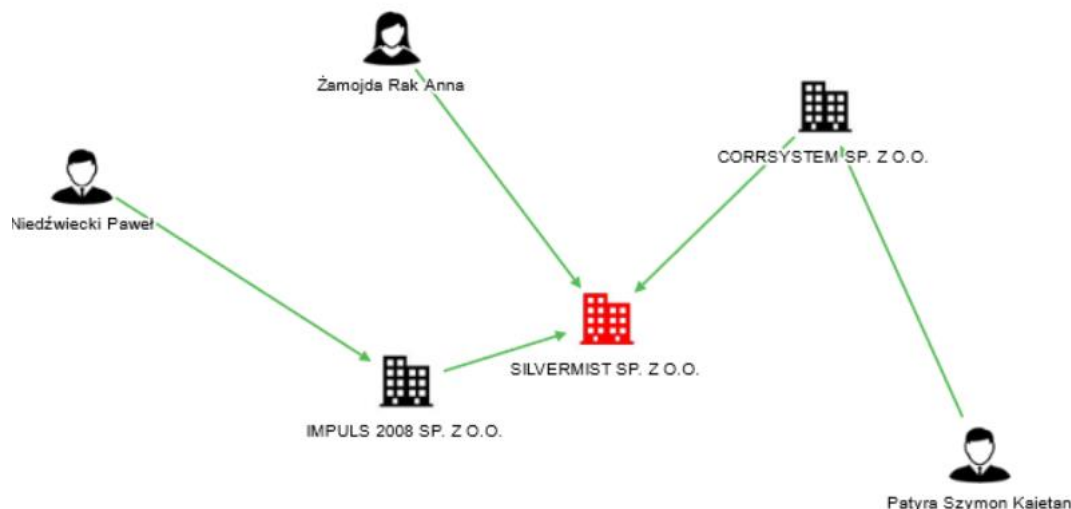 Żamojda Rak Anna
CORRSYSTEM SP. Z O.O.
Niedźwiecki Paweł
SILVERMIST SP. Z O.O.
IMPULS 2008 SP. Z O.O.
Patyra Szymon Kajetan